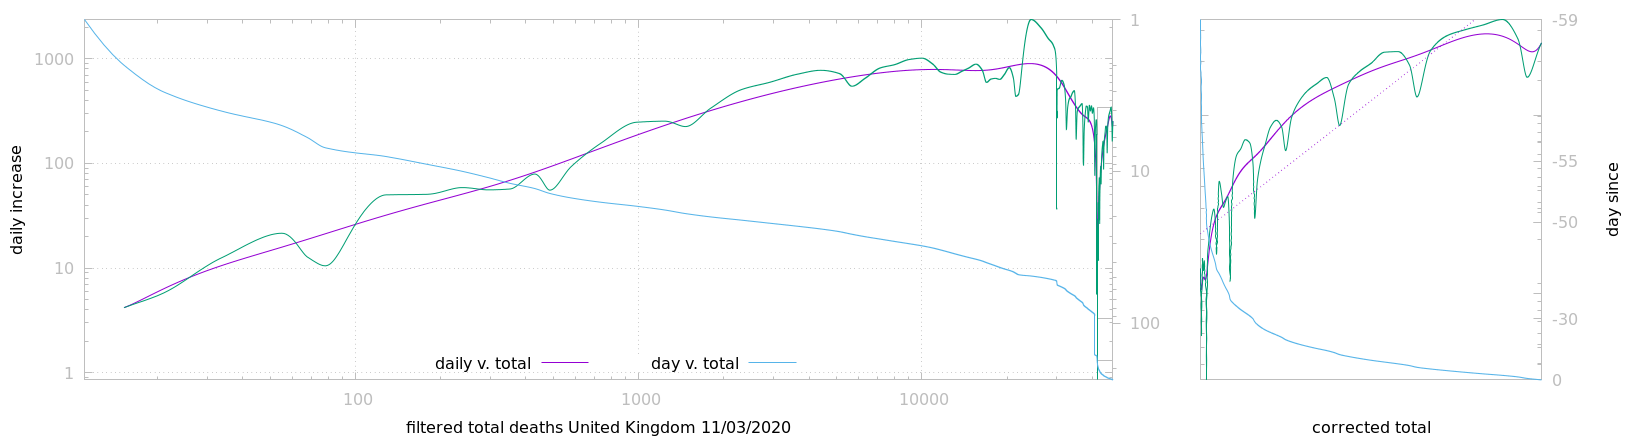 1000
100
10
1
daily increase
daily v. total
day v. total
100
1000
10000
filtered total deaths United Kingdom 11/03/2020
1
10
100
-59
-55
-50
-30
0
day since
corrected total